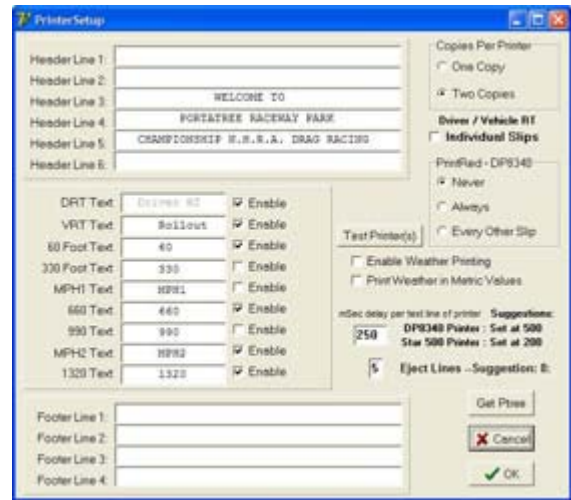 PrinterSetup
Header Line 1:
Header Line 2:
Header Line 3: WELCOME TO
Header Line 4: PORTATREE RACEWAY PARK
Header Line 5: CHAMPIONSHIP N.H.R.A. DRAG RACING
Header Line 6:
Copies Per Printer
One Copy
Two Copies
Driver / Vehicle RT
Individual Slips
PrintRed - DP8340
Never
Always
Every Other Slip
DRT Text Driver RT Enable
VRT Text Rollout Enable
60 Foot Text 60 Enable
330 Foot Text 330 Enable
MPH1 Text MPH1 Enable
660 Text 660 Enable
990 Text 990 Enable
MPH2 Text MPH2 Enable
1320 Text 1320 Enable
Test Printer(s)
Enable Weather Printing
Print Weather in Metric Values
mSec delay per text line of printer Suggestions:
250 DP8340 Printer : Set at 500
Star 500 Printer : Set at 200
5 Eject Lines --Suggestion: 8:
Footer Line 1:
Footer Line 2:
Footer Line 3:
Footer Line 4:
Get Ptree
Cancel
OK